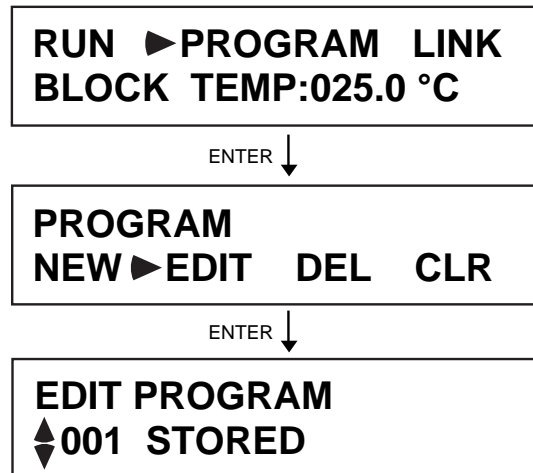 RUN ▶PROGRAM LINK
BLOCK TEMP:025.0 °C
ENTER
PROGRAM
NEW ▶EDIT DEL CLR
ENTER
EDIT PROGRAM
001 STORED